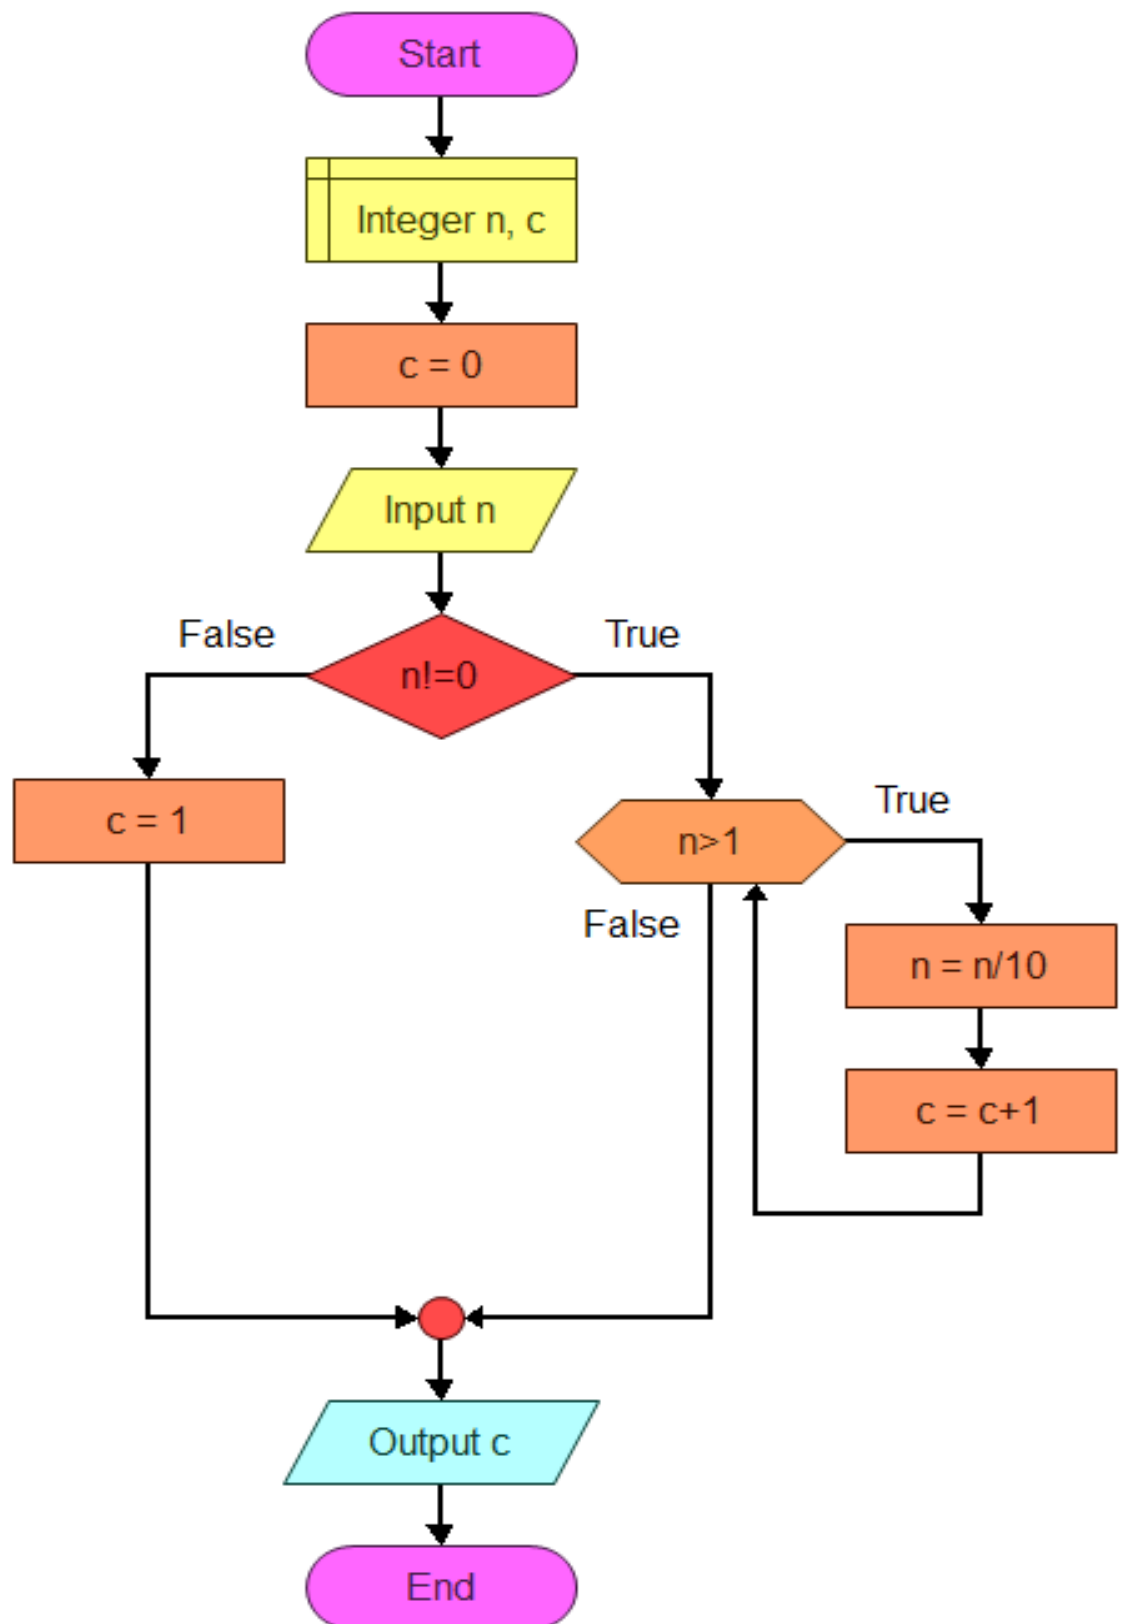 Start
Integer n, c
c = 0
Input n
False
True
n!=0
c = 1
True
n>1
False
n = n/10
c = c+1
Output c
End